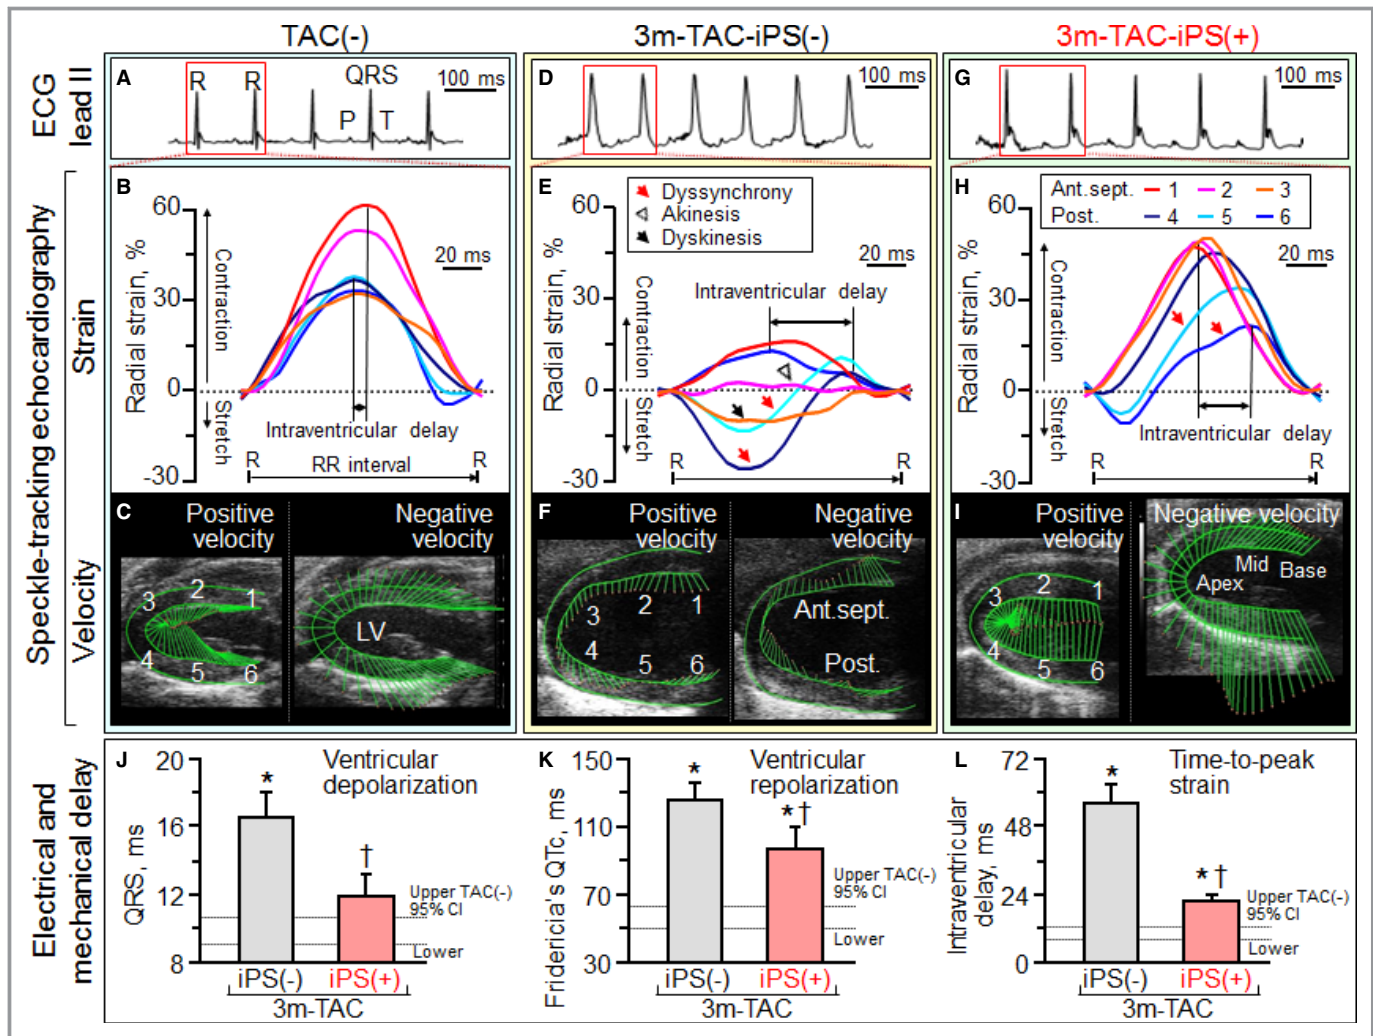 TAC(-)
3m-TAC-iPS(-)
3m-TAC-iPS(+)
ECG
lead II
A
R
R
QRS
P
T
100 ms
D
100 ms
G
100 ms
Speckle-tracking echocardiography
Strain
B
Radial strain, %
60
30
0
-30
Contraction
Stretch
20 ms
Intraventricular delay
R
RR interval
R
E
Dyssynchrony
Akinesis
Dyskinesis
Radial strain, %
60
30
0
-30
Contraction
Stretch
20 ms
Intraventricular delay
R
R
H
Ant.sept.
1
2
3
Post.
4
5
6
Radial strain, %
60
30
0
-30
Contraction
Stretch
20 ms
Intraventricular delay
R
R
Velocity
C
Positive
velocity
Negative
velocity
1
2
3
4
5
6
LV
F
Positive
velocity
Negative
velocity
1
2
3
4
5
6
Ant.sept.
Post.
I
Positive
velocity
Negative velocity
1
2
3
4
5
6
Apex
Mid
Base
Electrical and
mechanical delay
J
Ventricular
depolarization
QRS, ms
20
16
12
8
*
†
Upper TAC(-)
95% CI
Lower
iPS(-)
iPS(+)
3m-TAC
K
Ventricular
repolarization
Fridericia's QTc, ms
150
110
70
30
*
*†
Upper TAC(-)
95% CI
Lower
iPS(-)
iPS(+)
3m-TAC
L
Time-to-peak
strain
Intraventricular
delay, ms
72
48
24
0
*
*†
Upper TAC(-)
95% CI
Lower
iPS(-)
iPS(+)
3m-TAC